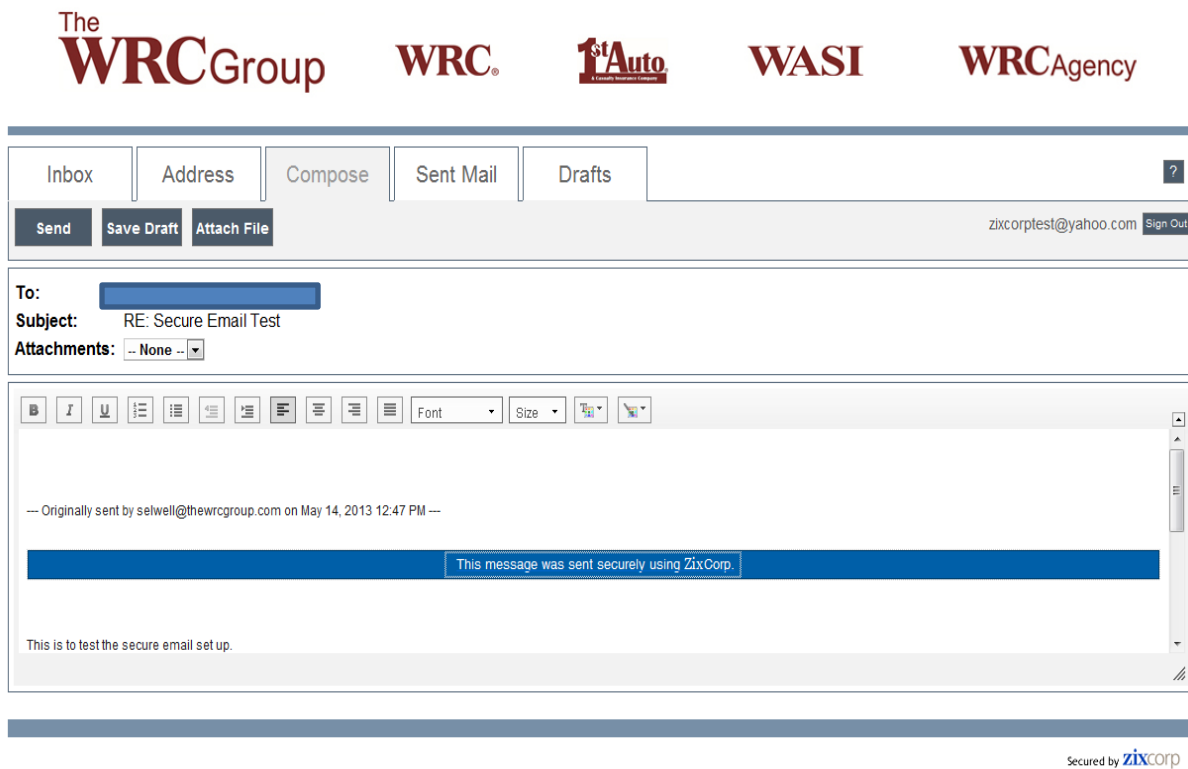 The
WRCGroup
WRC®
1st Auto
& Casualty Insurance Company
WASI
WRCAgency
Inbox
Address
Compose
Sent Mail
Drafts
?
Send
Save Draft
Attach File
zixcorptest@yahoo.com
Sign Out
To:
Subject: RE: Secure Email Test
Attachments: -- None --
B I U Font Size
--- Originally sent by selwell@thewrcgroup.com on May 14, 2013 12:47 PM ---
This message was sent securely using ZixCorp.
This is to test the secure email set up.
Secured by zixcorp